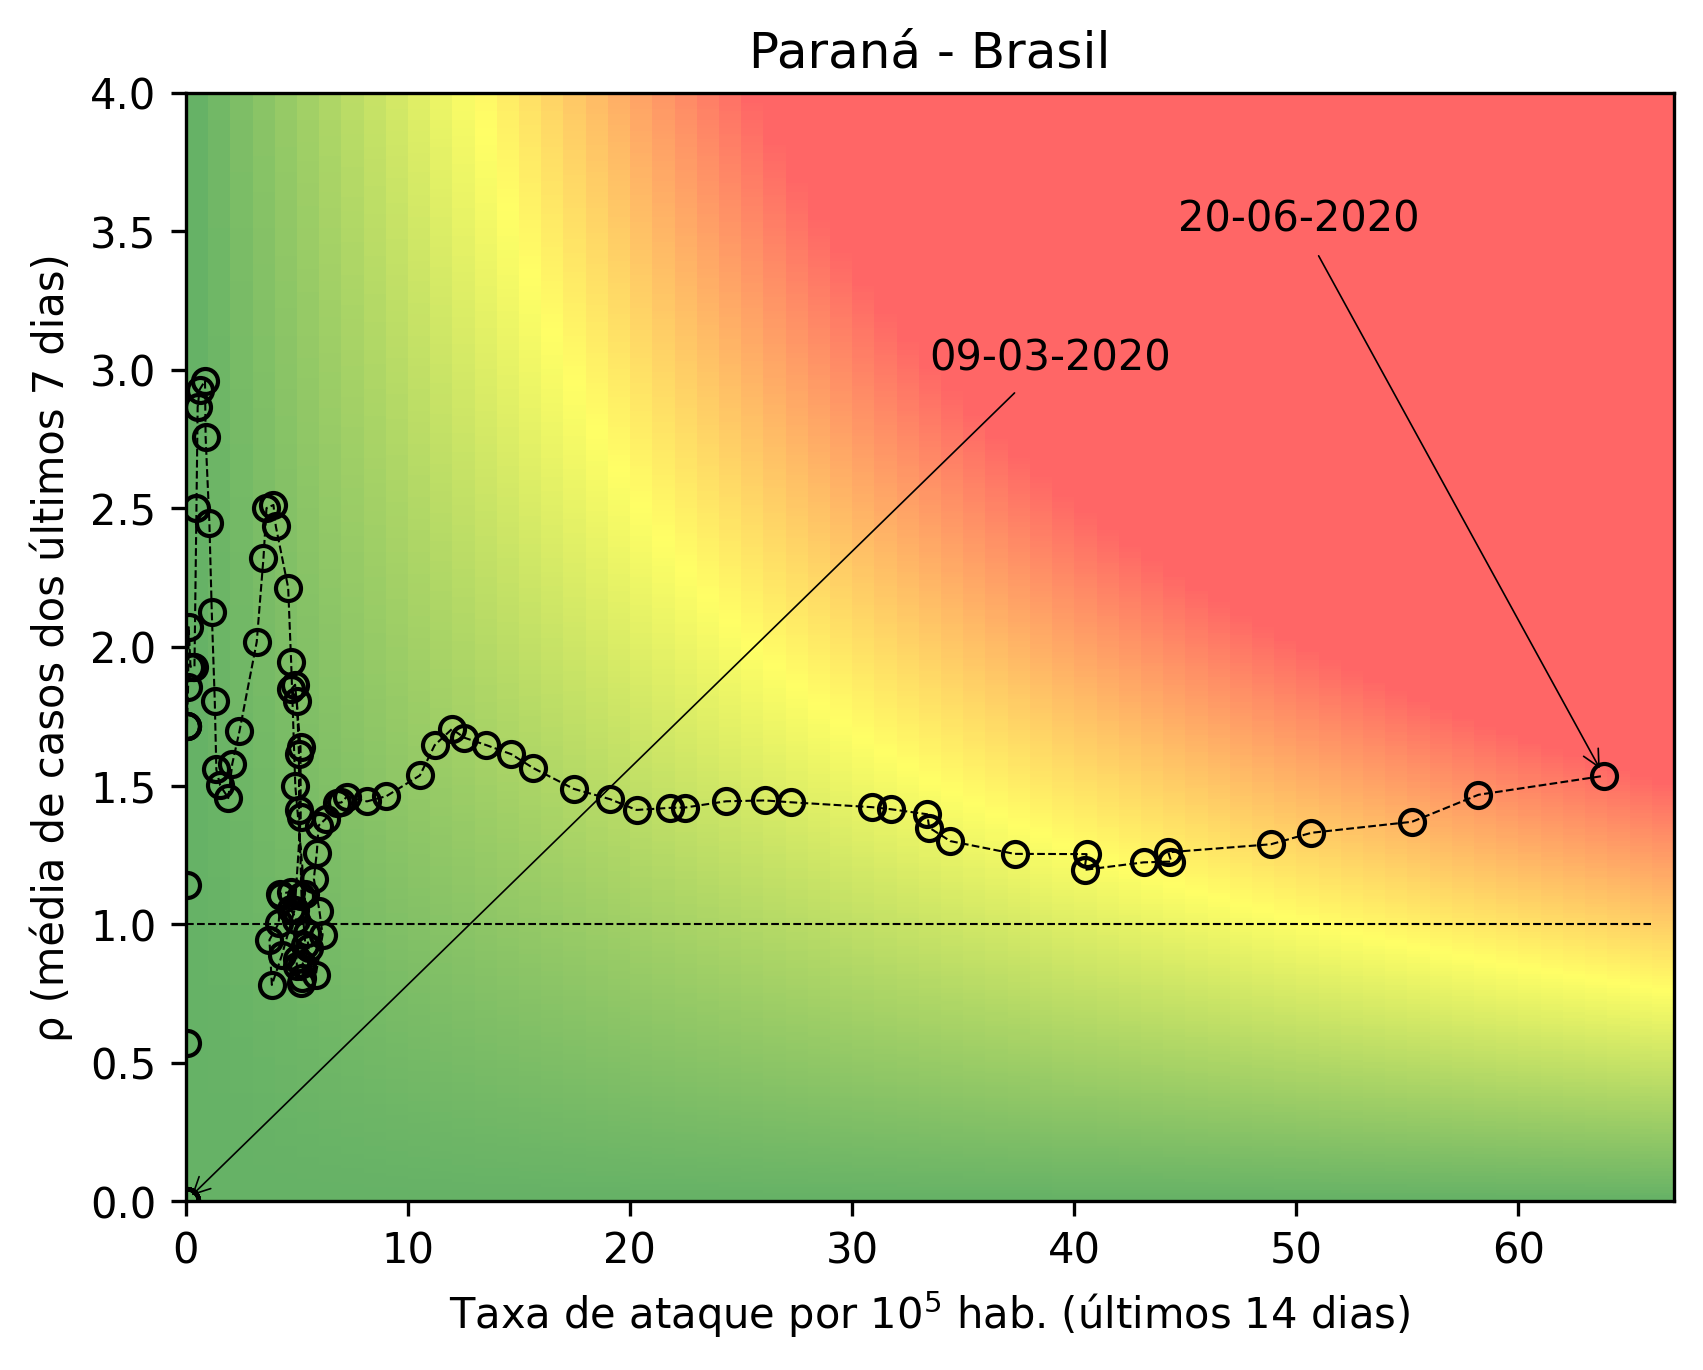 Paraná - Brasil
4.0
3.5
3.0
2.5
2.0
1.5
1.0
0.5
0.0
ρ (média de casos dos últimos 7 dias)
20-06-2020
09-03-2020
0 10 20 30 40 50 60
Taxa de ataque por 10⁵ hab. (últimos 14 dias)